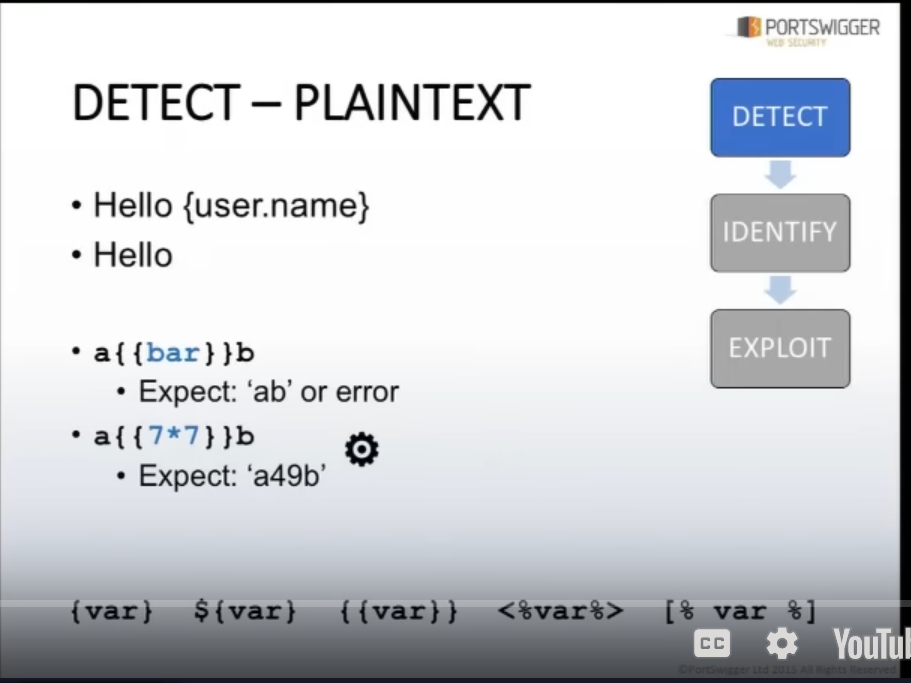 PORTSWIGGER
WEB SECURITY
DETECT – PLAINTEXT
DETECT
• Hello {user.name}
IDENTIFY
• Hello
EXPLOIT
• a{{bar}}b
• Expect: ‘ab’ or error
• a{{7*7}}b
• Expect: ‘a49b’
{var} ${var} {{var}} <%var%> [% var %]
CC YouTub
©PortSwigger Ltd 2015 All Rights Reserved